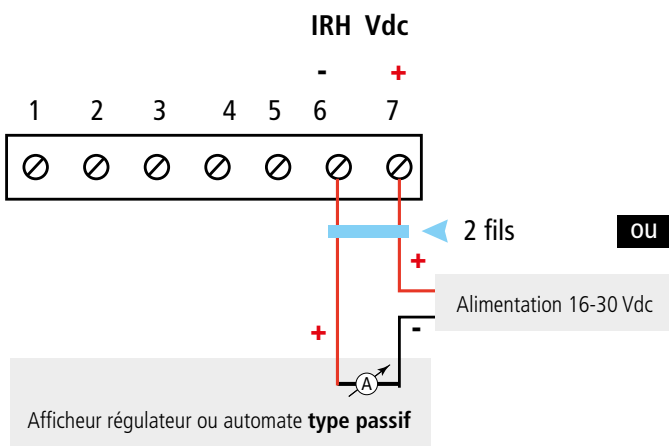 IRH Vdc
- +
1 2 3 4 5 6 7
2 fils
ou
+
Alimentation 16-30 Vdc
-
+
A
Afficheur régulateur ou automate type passif